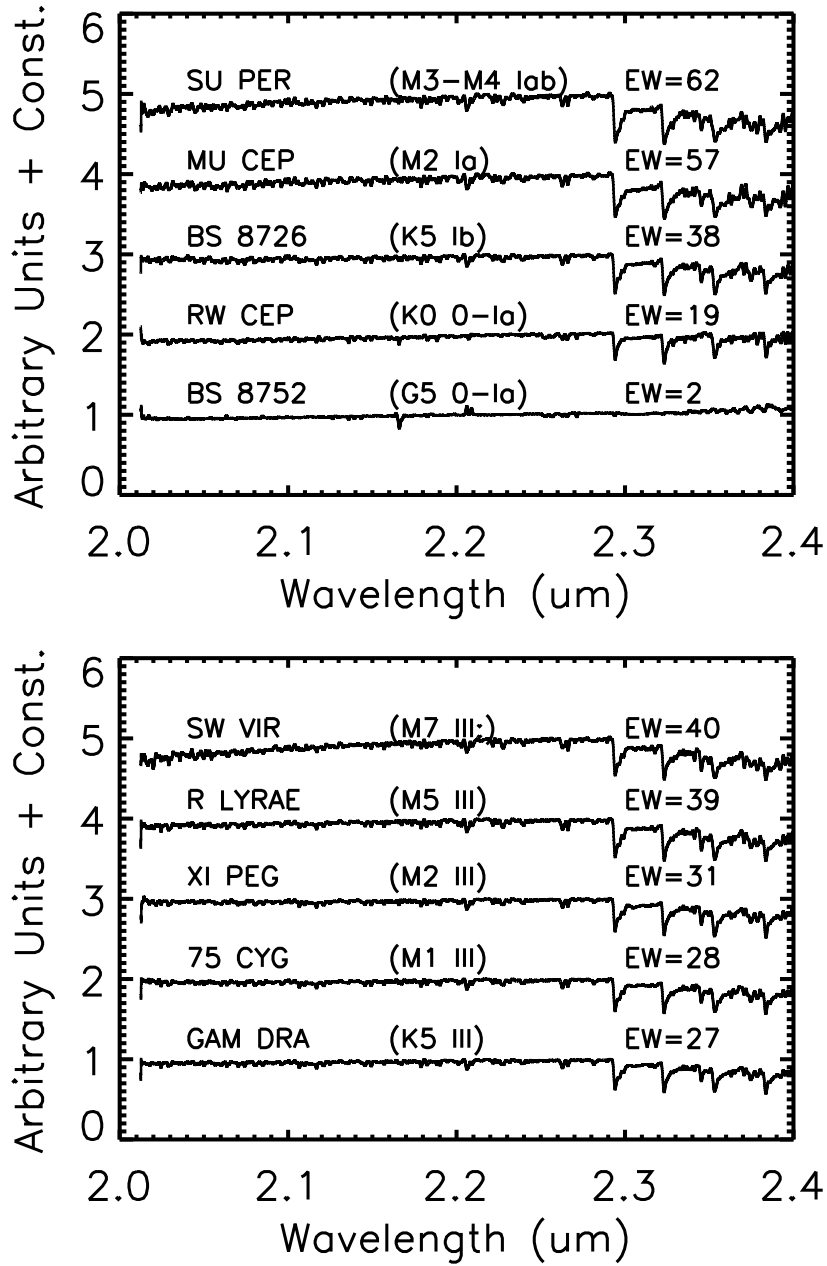 Arbitrary Units + Const.
6
5
4
3
2
1
0
SU PER (M3-M4 Iab) EW=62
MU CEP (M2 Ia) EW=57
BS 8726 (K5 Ib) EW=38
RW CEP (K0 0-Ia) EW=19
BS 8752 (G5 0-Ia) EW=2
2.0 2.1 2.2 2.3 2.4
Wavelength (um)
Arbitrary Units + Const.
6
5
4
3
2
1
0
SW VIR (M7 III:) EW=40
R LYRAE (M5 III) EW=39
XI PEG (M2 III) EW=31
75 CYG (M1 III) EW=28
GAM DRA (K5 III) EW=27
2.0 2.1 2.2 2.3 2.4
Wavelength (um)